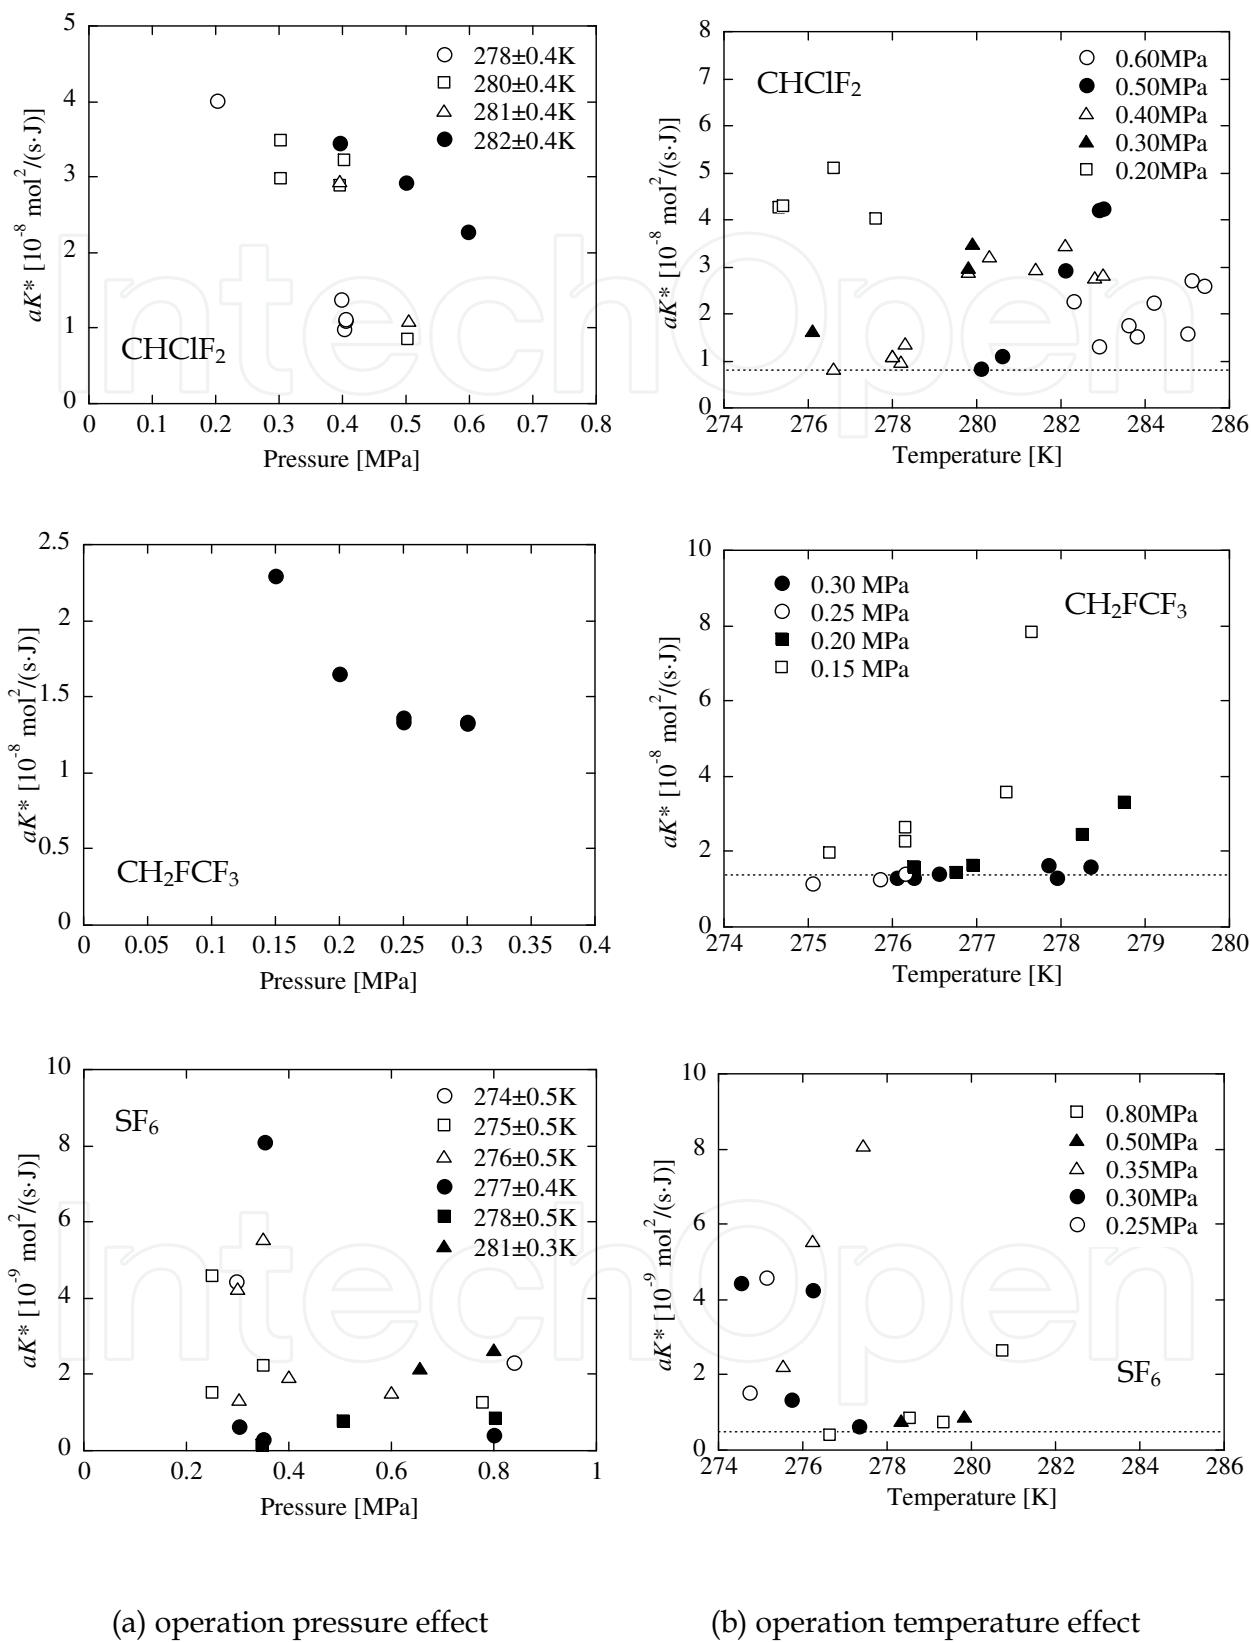 5
4
3
2
1
0
0 0.1 0.2 0.3 0.4 0.5 0.6 0.7 0.8
Pressure [MPa]
aK* [10⁻⁸ mol²/(s·J)]
278±0.4K
280±0.4K
281±0.4K
282±0.4K
CHClF₂
8
7
6
5
4
3
2
1
0
274 276 278 280 282 284 286
Temperature [K]
aK* [10⁻⁸ mol²/(s·J)]
CHClF₂
0.60MPa
0.50MPa
0.40MPa
0.30MPa
0.20MPa
2.5
2
1.5
1
0.5
0
0 0.05 0.1 0.15 0.2 0.25 0.3 0.35 0.4
Pressure [MPa]
aK* [10⁻⁸ mol²/(s·J)]
CH₂FCF₃
10
8
6
4
2
0
274 275 276 277 278 279 280
Temperature [K]
aK* [10⁻⁸ mol²/(s·J)]
0.30 MPa
0.25 MPa
0.20 MPa
0.15 MPa
CH₂FCF₃
10
8
6
4
2
0
0 0.2 0.4 0.6 0.8 1
Pressure [MPa]
aK* [10⁻⁹ mol²/(s·J)]
SF₆
274±0.5K
275±0.5K
276±0.5K
277±0.4K
278±0.5K
281±0.3K
10
8
6
4
2
0
274 276 278 280 282 284 286
Temperature [K]
aK* [10⁻⁹ mol²/(s·J)]
0.80MPa
0.50MPa
0.35MPa
0.30MPa
0.25MPa
SF₆
(a) operation pressure effect
(b) operation temperature effect
IntechOpen
IntechOpen